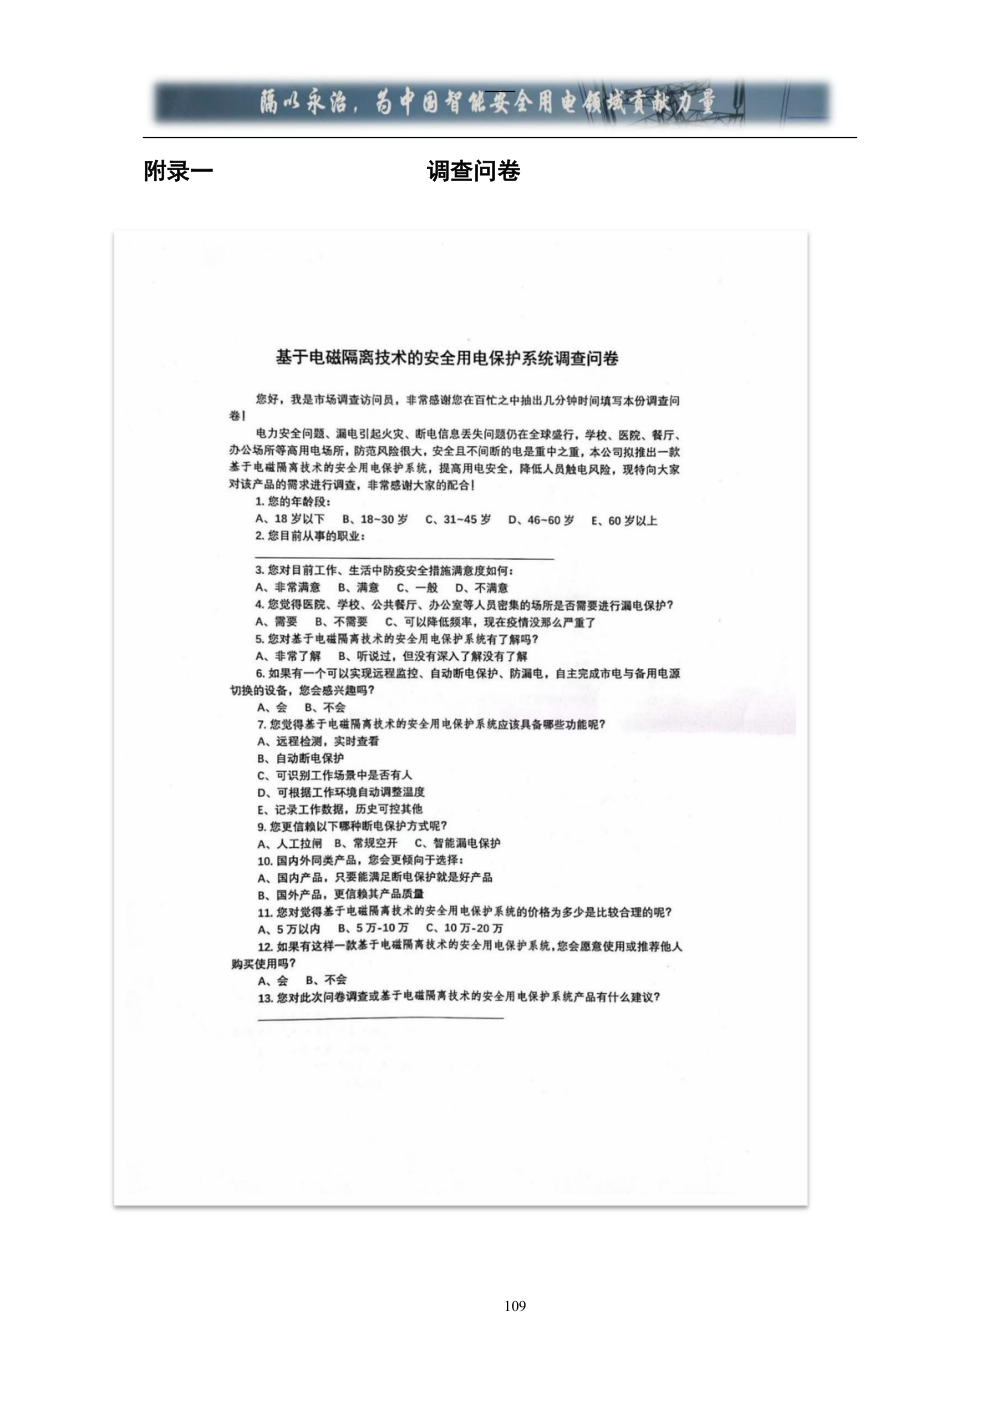 隔以永治，为中国智能安全用电领域贡献力量
附录一 调查问卷
基于电磁隔离技术的安全用电保护系统调查问卷
您好，我是市场调查访问员，非常感谢您在百忙之中抽出几分钟时间填写本份调查问
卷！
电力安全问题、漏电引起火灾、断电信息丢失问题仍在全球盛行，学校、医院、餐厅、
办公场所等高用电场所，防范风险很大，安全且不间断的电是重中之重，本公司拟推出一款
基于电磁隔离技术的安全用电保护系统，提高用电安全，降低人员触电风险，现特向大家
对该产品的需求进行调查，非常感谢大家的配合！
1. 您的年龄段：
A、18 岁以下 B、18~30 岁 C、31~45 岁 D、46~60 岁 E、60 岁以上
2. 您目前从事的职业：
3. 您对目前工作、生活中防疫安全措施满意度如何：
A、非常满意 B、满意 C、一般 D、不满意
4. 您觉得医院、学校、公共餐厅、办公室等人员密集的场所是否需要进行漏电保护？
A、需要 B、不需要 C、可以降低频率，现在疫情没那么严重了
5. 您对基于电磁隔离技术的安全用电保护系统有了解吗？
A、非常了解 B、听说过，但没有深入了解没有了解
6. 如果有一个可以实现远程监控、自动断电保护、防漏电，自主完成市电与备用电源
切换的设备，您会感兴趣吗？
A、会 B、不会
7. 您觉得基于电磁隔离技术的安全用电保护系统应该具备哪些功能呢？
A、远程检测，实时查看
B、自动断电保护
C、可识别工作场景中是否有人
D、可根据工作环境自动调整温度
E、记录工作数据，历史可控其他
9. 您更信赖以下哪种断电保护方式呢？
A、人工拉闸 B、常规空开 C、智能漏电保护
10. 国内外同类产品，您会更倾向于选择：
A、国内产品，只要能满足断电保护就是好产品
B、国外产品，更信赖其产品质量
11. 您对觉得基于电磁隔离技术的安全用电保护系统的价格为多少是比较合理的呢？
A、5 万以内 B、5 万-10 万 C、10 万-20 万
12. 如果有这样一款基于电磁隔离技术的安全用电保护系统，您会愿意使用或推荐他人
购买使用吗？
A、会 B、不会
13. 您对此次问卷调查或基于电磁隔离技术的安全用电保护系统产品有什么建议？
109